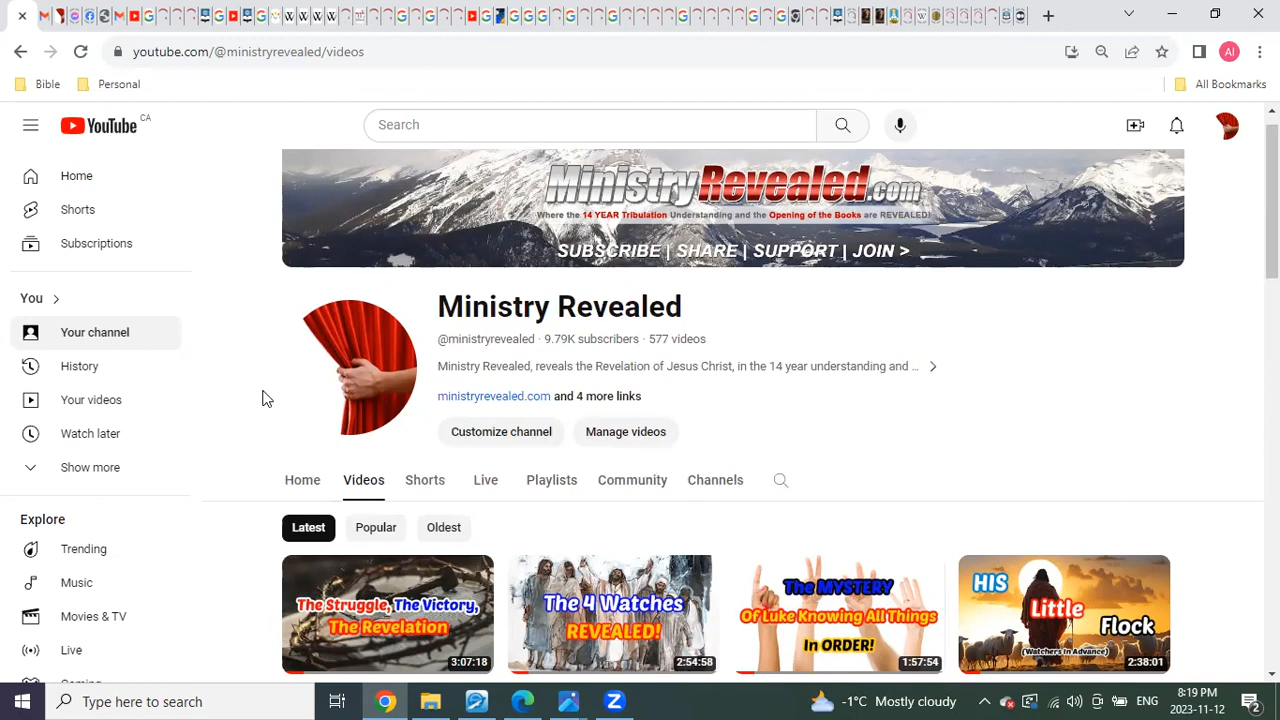 youtube.com/@ministryrevealed/videos
AI
Bible
Personal
All Bookmarks
YouTube CA
Search
Home
Shorts
Subscriptions
You
Your channel
History
Your videos
Watch later
Show more
Explore
Trending
Music
Movies & TV
Live
MinistryRevealed.com
Where the 14 YEAR Tribulation Understanding and the Opening of the Books are REVEALED!
SUBSCRIBE | SHARE | SUPPORT | JOIN >
Ministry Revealed
@ministryrevealed · 9.79K subscribers · 577 videos
Ministry Revealed, reveals the Revelation of Jesus Christ, in the 14 year understanding and ...
ministryrevealed.com and 4 more links
Customize channel
Manage videos
Home
Videos
Shorts
Live
Playlists
Community
Channels
Latest
Popular
Oldest
The Struggle, The Victory,
The Revelation
3:07:18
The 4 Watches
REVEALED!
2:54:58
The MYSTERY
Of Luke Knowing All Things
In ORDER!
1:57:54
HIS
Little
Flock
(Watchers In Advance)
2:38:01
Type here to search
-1°C Mostly cloudy
ENG
8:19 PM
2023-11-12
2